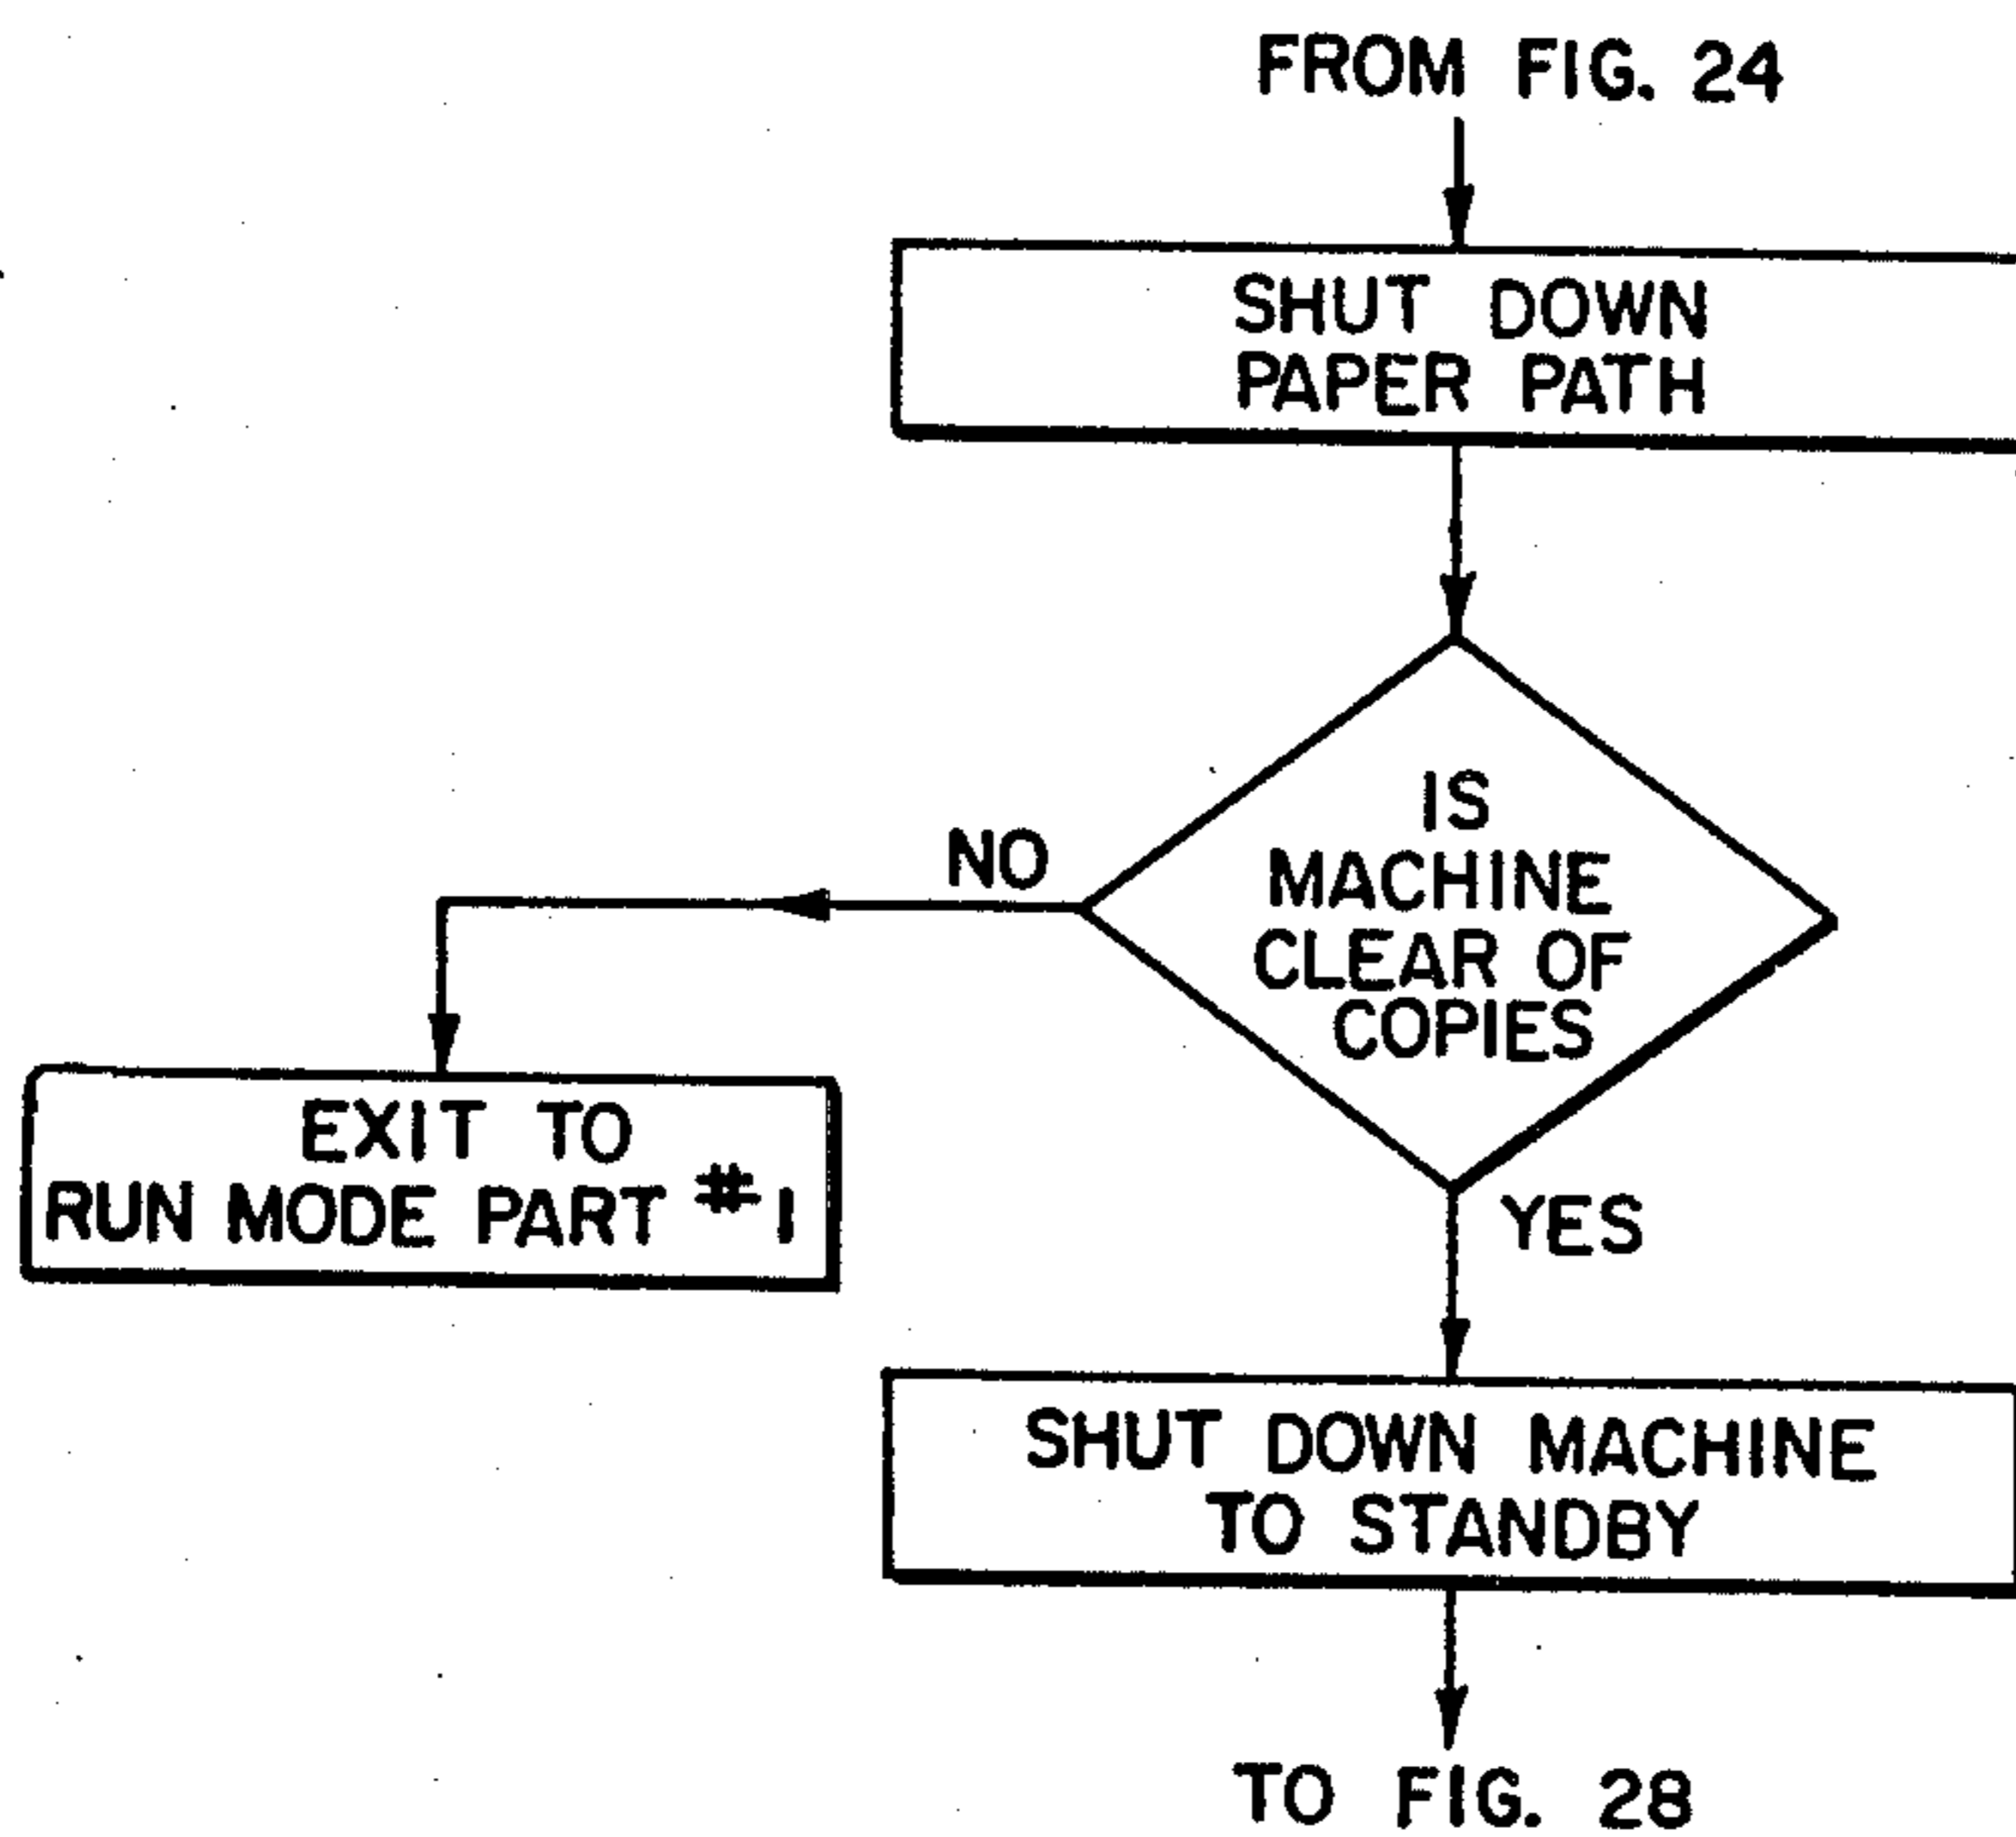 FROM FIG. 24
SHUT DOWN
PAPER PATH
IS
MACHINE
CLEAR OF
COPIES
NO
EXIT TO
RUN MODE PART #1
YES
SHUT DOWN MACHINE
TO STANDBY
TO FIG. 28